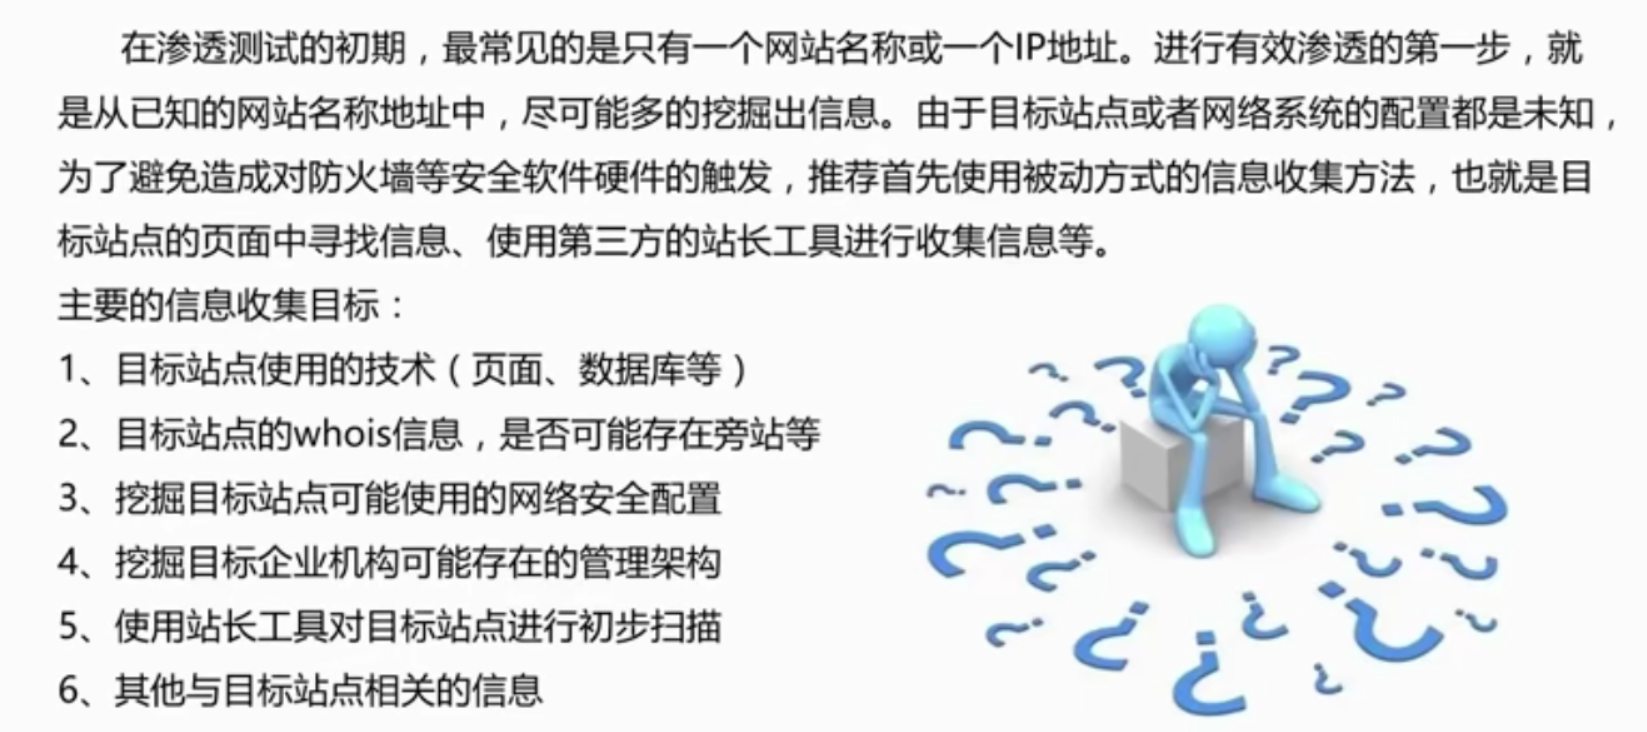 在渗透测试的初期，最常见的是只有一个网站名称或一个IP地址。进行有效渗透的第一步，就
是从已知的网站名称地址中，尽可能多的挖掘出信息。由于目标站点或者网络系统的配置都是未知，
为了避免造成对防火墙等安全软件硬件的触发，推荐首先使用被动方式的信息收集方法，也就是目
标站点的页面中寻找信息、使用第三方的站长工具进行收集信息等。
主要的信息收集目标：
1、目标站点使用的技术（页面、数据库等）
2、目标站点的whois信息，是否可能存在旁站等
3、挖掘目标站点可能使用的网络安全配置
4、挖掘目标企业机构可能存在的管理架构
5、使用站长工具对目标站点进行初步扫描
6、其他与目标站点相关的信息